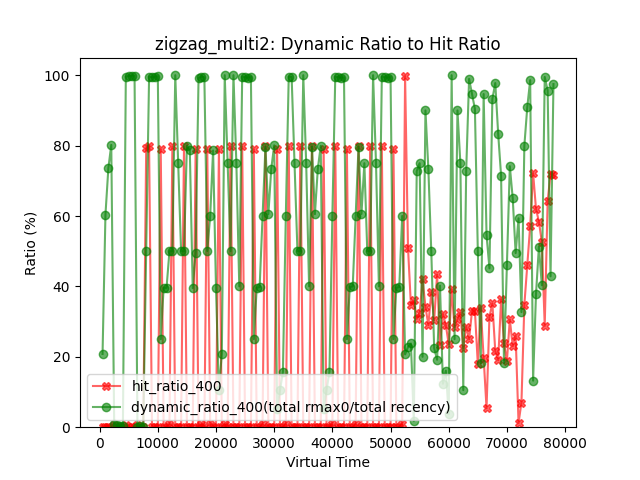 zigzag_multi2: Dynamic Ratio to Hit Ratio
Ratio (%)
100
80
60
40
20
0
hit_ratio_400
dynamic_ratio_400(total rmax0/total recency)
0 10000 20000 30000 40000 50000 60000 70000 80000
Virtual Time